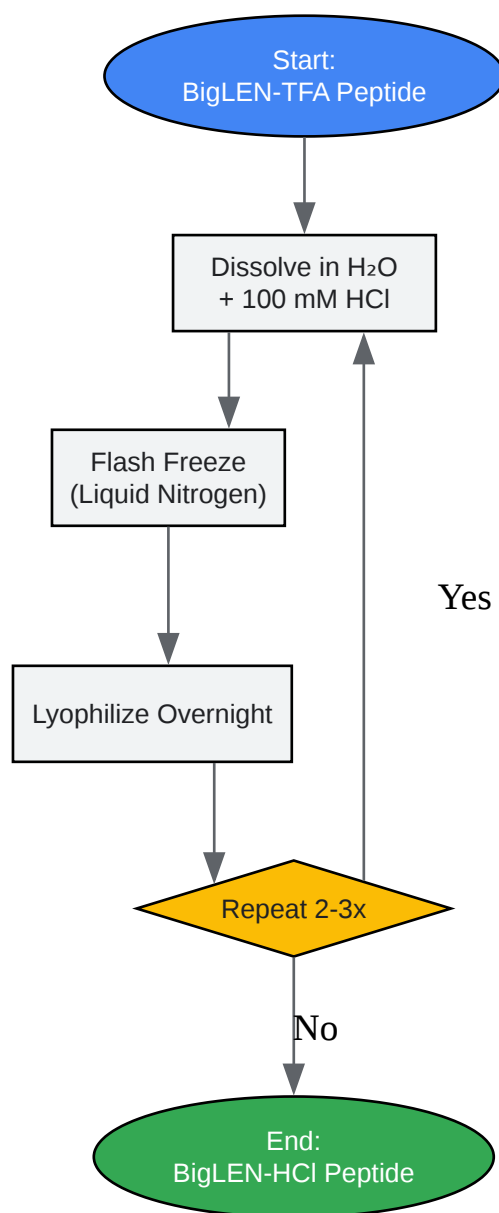 Start:
BigLEN-TFA Peptide
Dissolve in H₂O
+ 100 mM HCl
Flash Freeze
(Liquid Nitrogen)
Yes
Lyophilize Overnight
Repeat 2-3x
No
End:
BigLEN-HCl Peptide